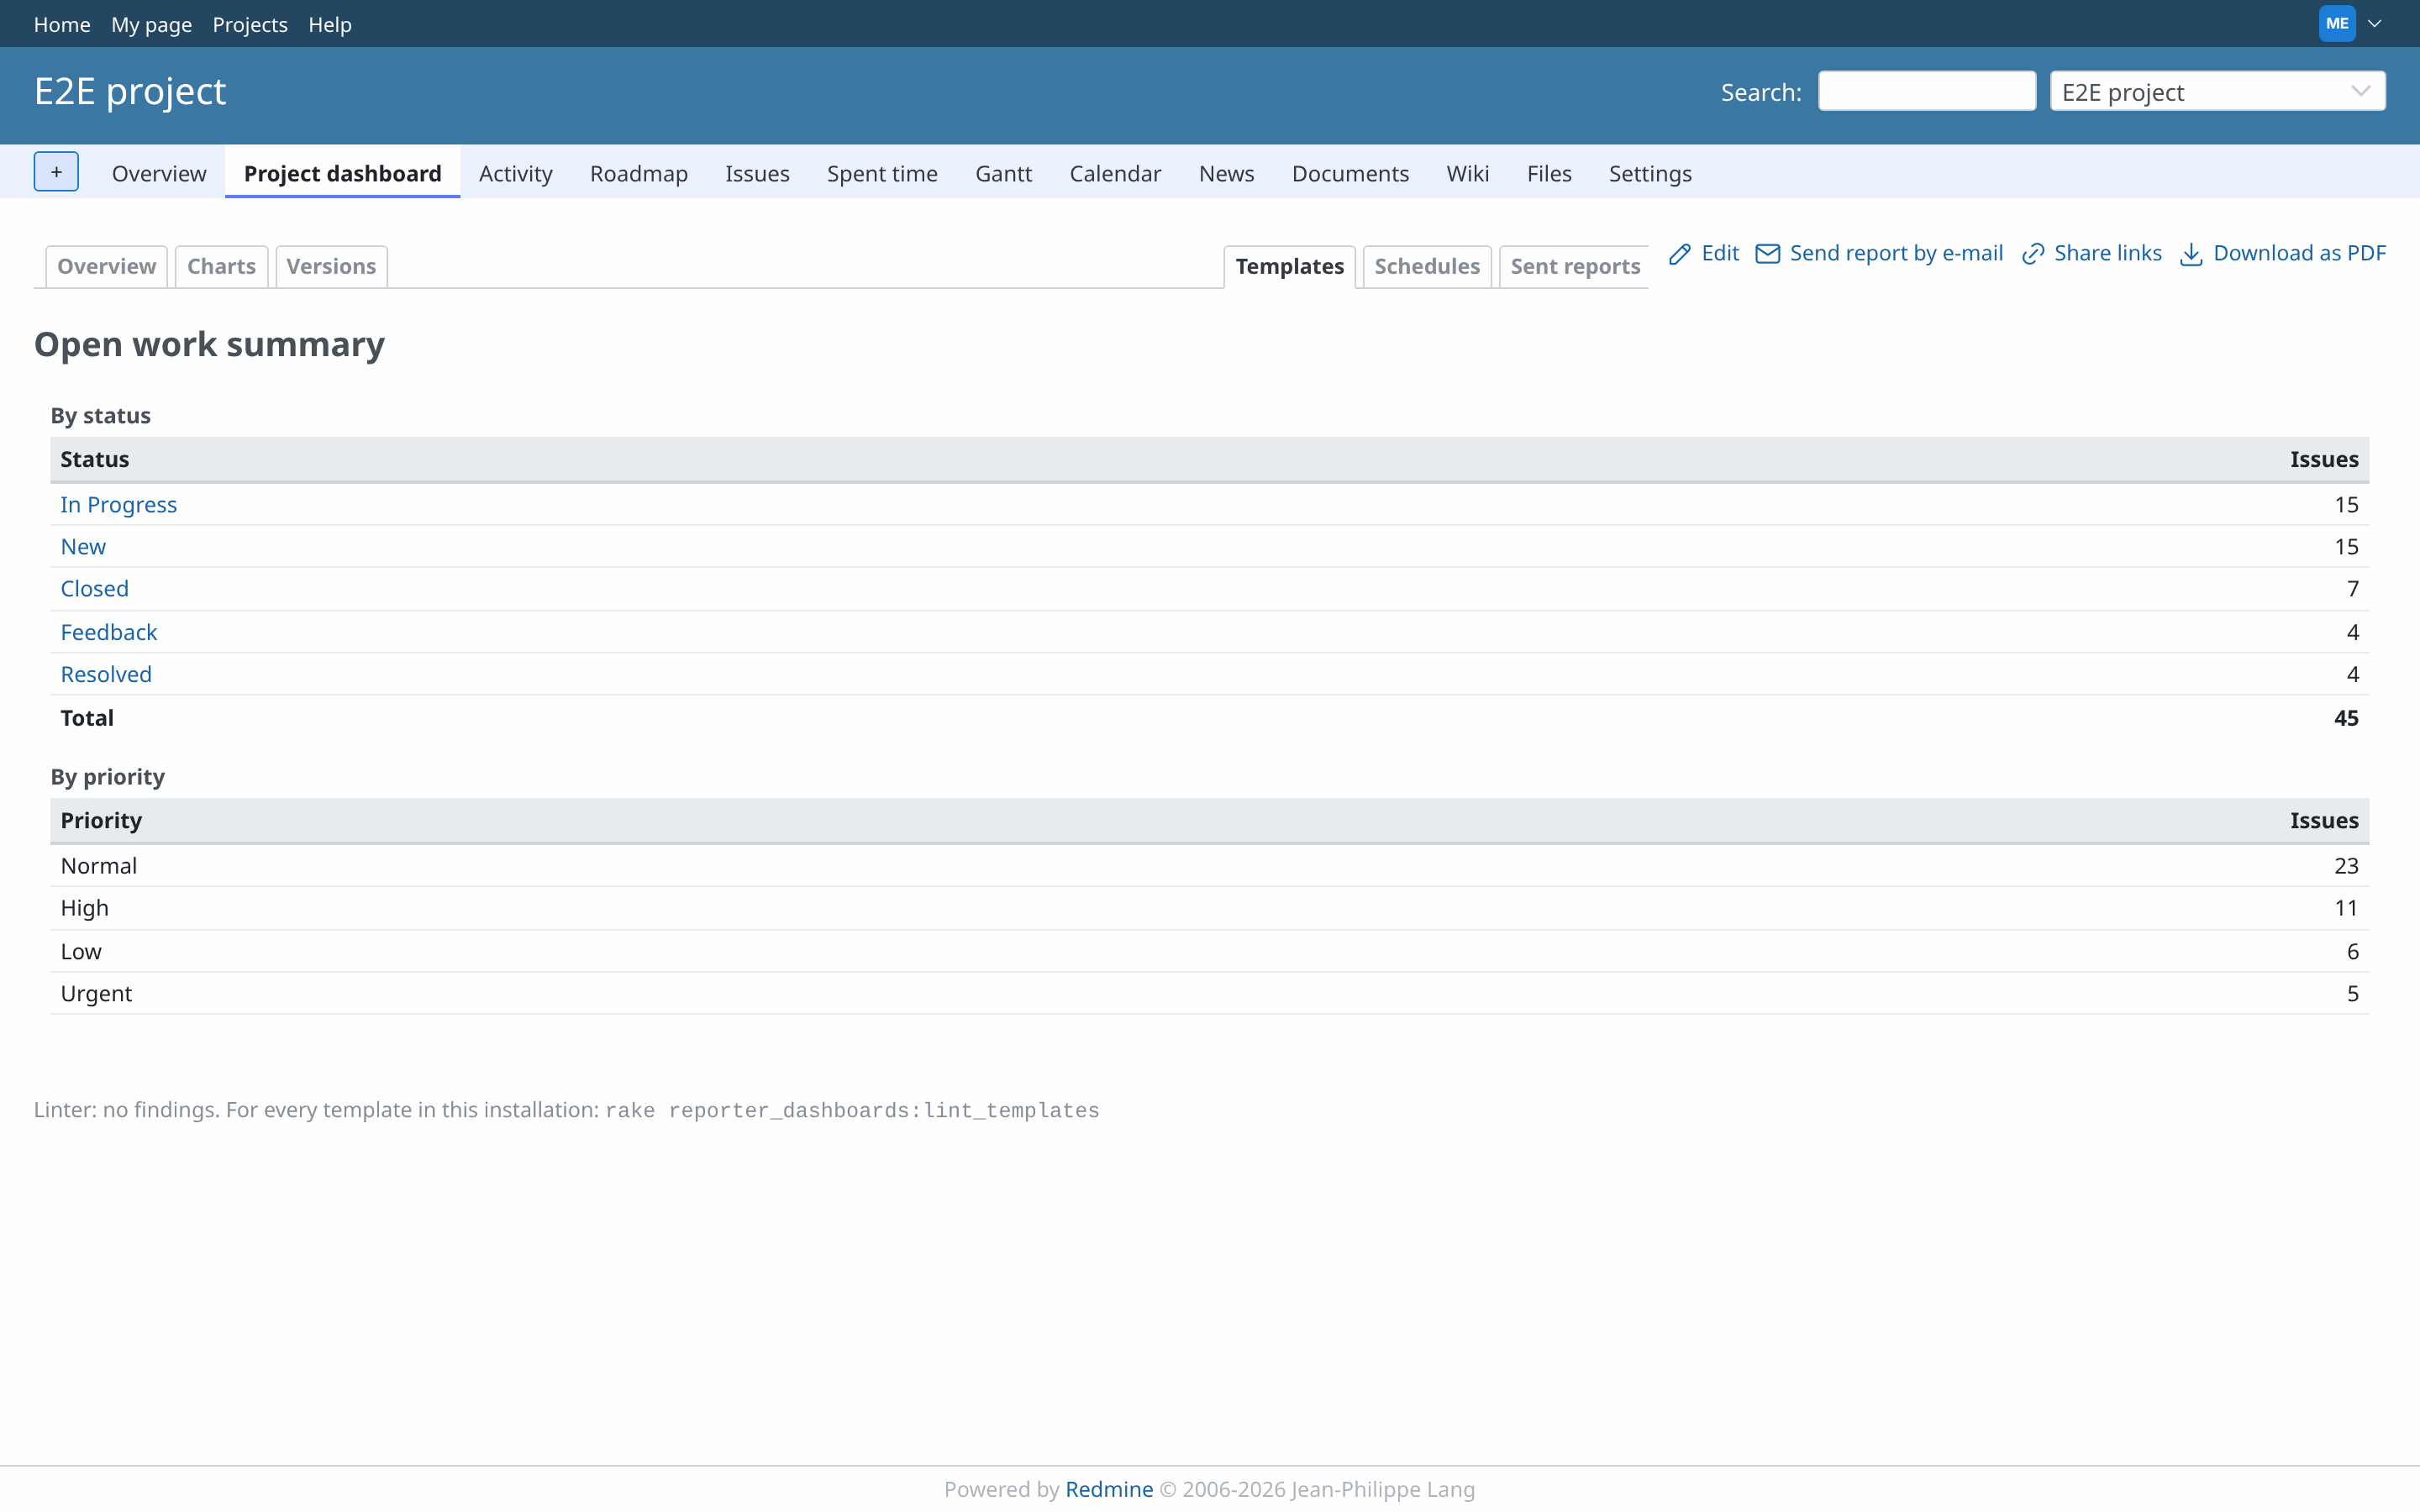 Home My page Projects Help ME
E2E project Search: E2E project
+ Overview Project dashboard Activity Roadmap Issues Spent time Gantt Calendar News Documents Wiki Files Settings
Overview Charts Versions Templates Schedules Sent reports Edit Send report by e-mail Share links Download as PDF
Open work summary
By status
Status Issues
In Progress 15
New 15
Closed 7
Feedback 4
Resolved 4
Total 45
By priority
Priority Issues
Normal 23
High 11
Low 6
Urgent 5
Linter: no findings. For every template in this installation: rake reporter_dashboards:lint_templates
Powered by Redmine © 2006-2026 Jean-Philippe Lang